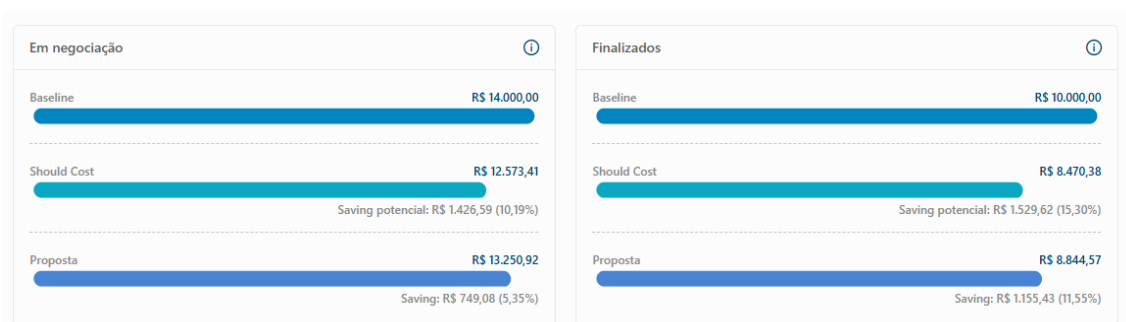 Em negociação
Baseline R$ 14.000,00
Should Cost R$ 12.573,41
Saving potencial: R$ 1.426,59 (10,19%)
Proposta R$ 13.250,92
Saving: R$ 749,08 (5,35%)
Finalizados
Baseline R$ 10.000,00
Should Cost R$ 8.470,38
Saving potencial: R$ 1.529,62 (15,30%)
Proposta R$ 8.844,57
Saving: R$ 1.155,43 (11,55%)